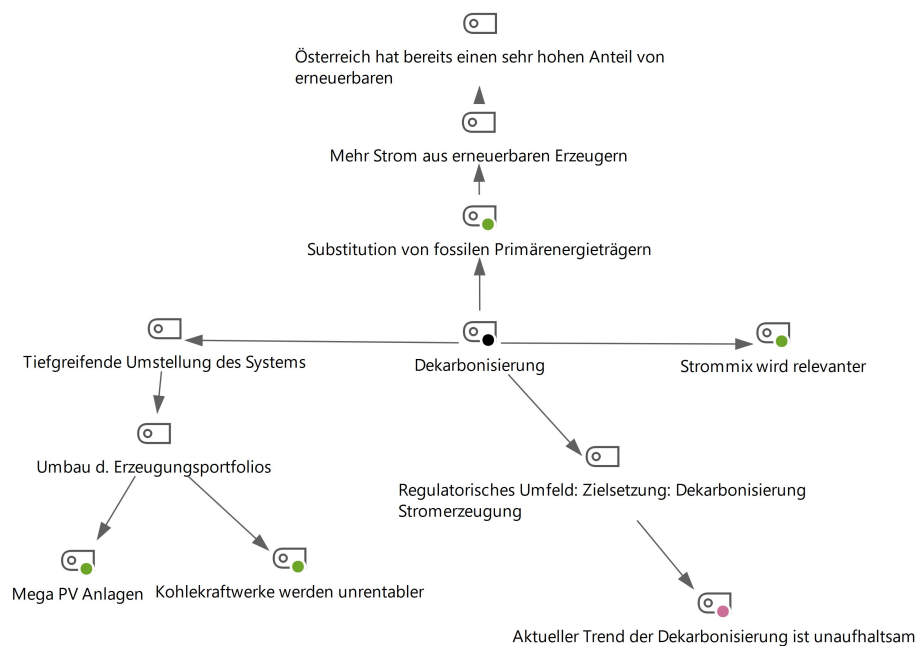 Österreich hat bereits einen sehr hohen Anteil von
erneuerbaren
Mehr Strom aus erneuerbaren Erzeugern
Substitution von fossilen Primärenergieträgern
Tiefgreifende Umstellung des Systems
Dekarbonisierung
Strommix wird relevanter
Umbau d. Erzeugungsportfolios
Regulatorisches Umfeld: Zielsetzung: Dekarbonisierung
Stromerzeugung
Mega PV Anlagen
Kohlekraftwerke werden unrentabler
Aktueller Trend der Dekarbonisierung ist unaufhaltsam